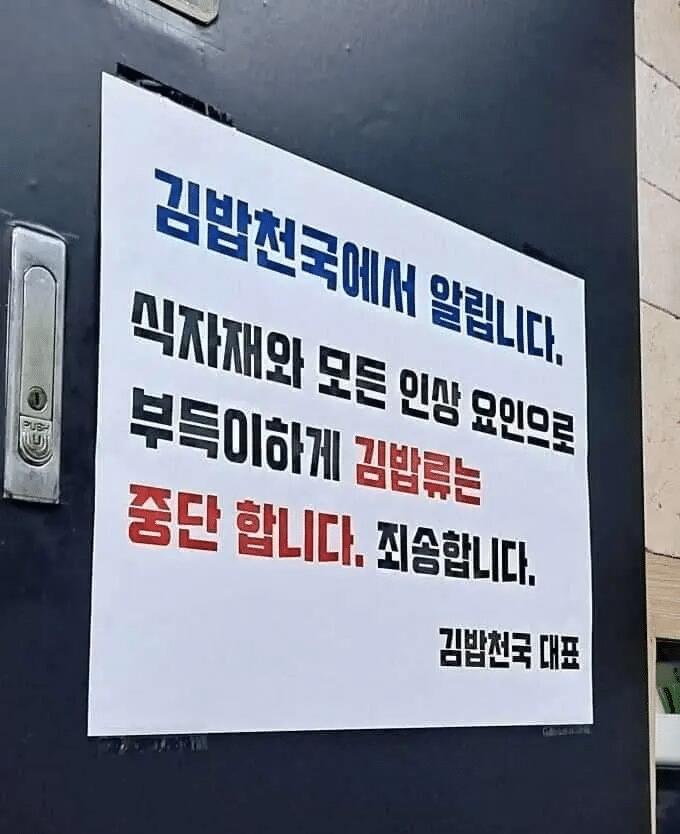 김밥천국에서 알립니다.
식자재와 모든 인상 요인으로
부득이하게 김밥류는
중단 합니다. 죄송합니다.
김밥천국 대표
PUSH